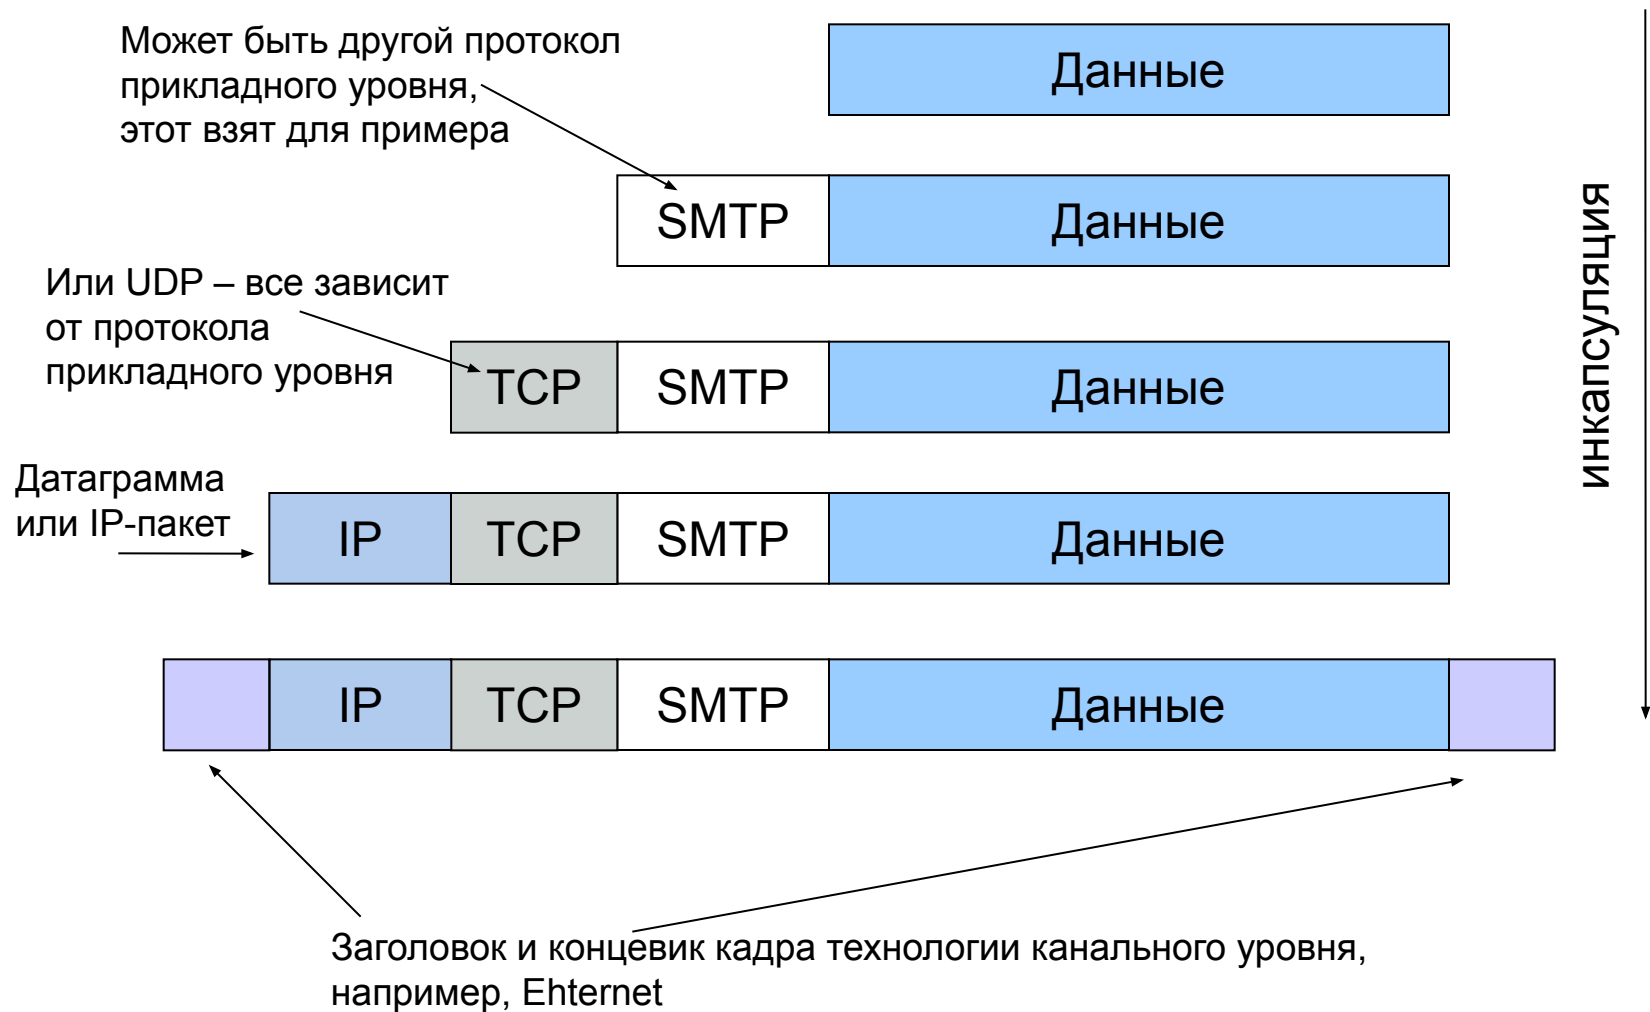 Может быть другой протокол
прикладного уровня,
этот взят для примера
Данные
SMTP Данные
Или UDP – все зависит
от протокола
прикладного уровня
TCP SMTP Данные
Датаграмма
или IP-пакет
IP TCP SMTP Данные
IP TCP SMTP Данные
инкапсуляция
Заголовок и концевик кадра технологии канального уровня,
например, Ehternet